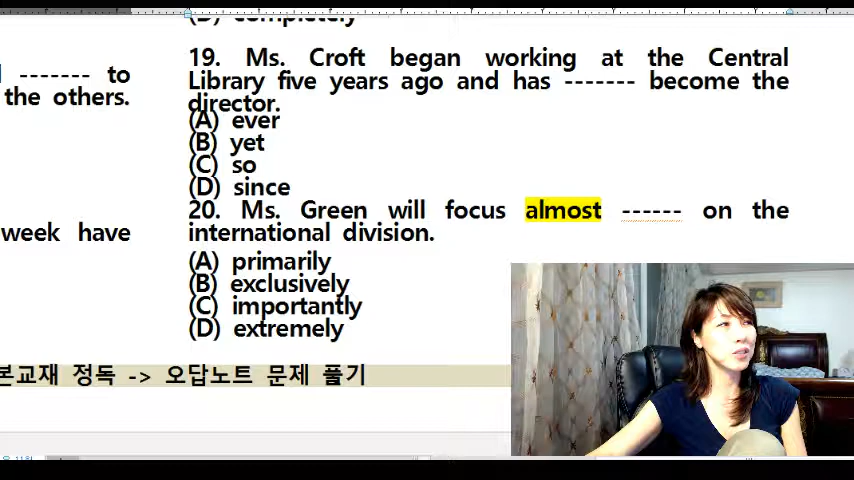 (D) completely
19. Ms. Croft began working at the Central
Library five years ago and has ------- become the
director.
(A) ever
(B) yet
(C) so
(D) since
20. Ms. Green will focus almost ------ on the
international division.
(A) primarily
(B) exclusively
(C) importantly
(D) extremely
------- to
the others.
week have
본교재 정독 -> 오답노트 문제 풀기